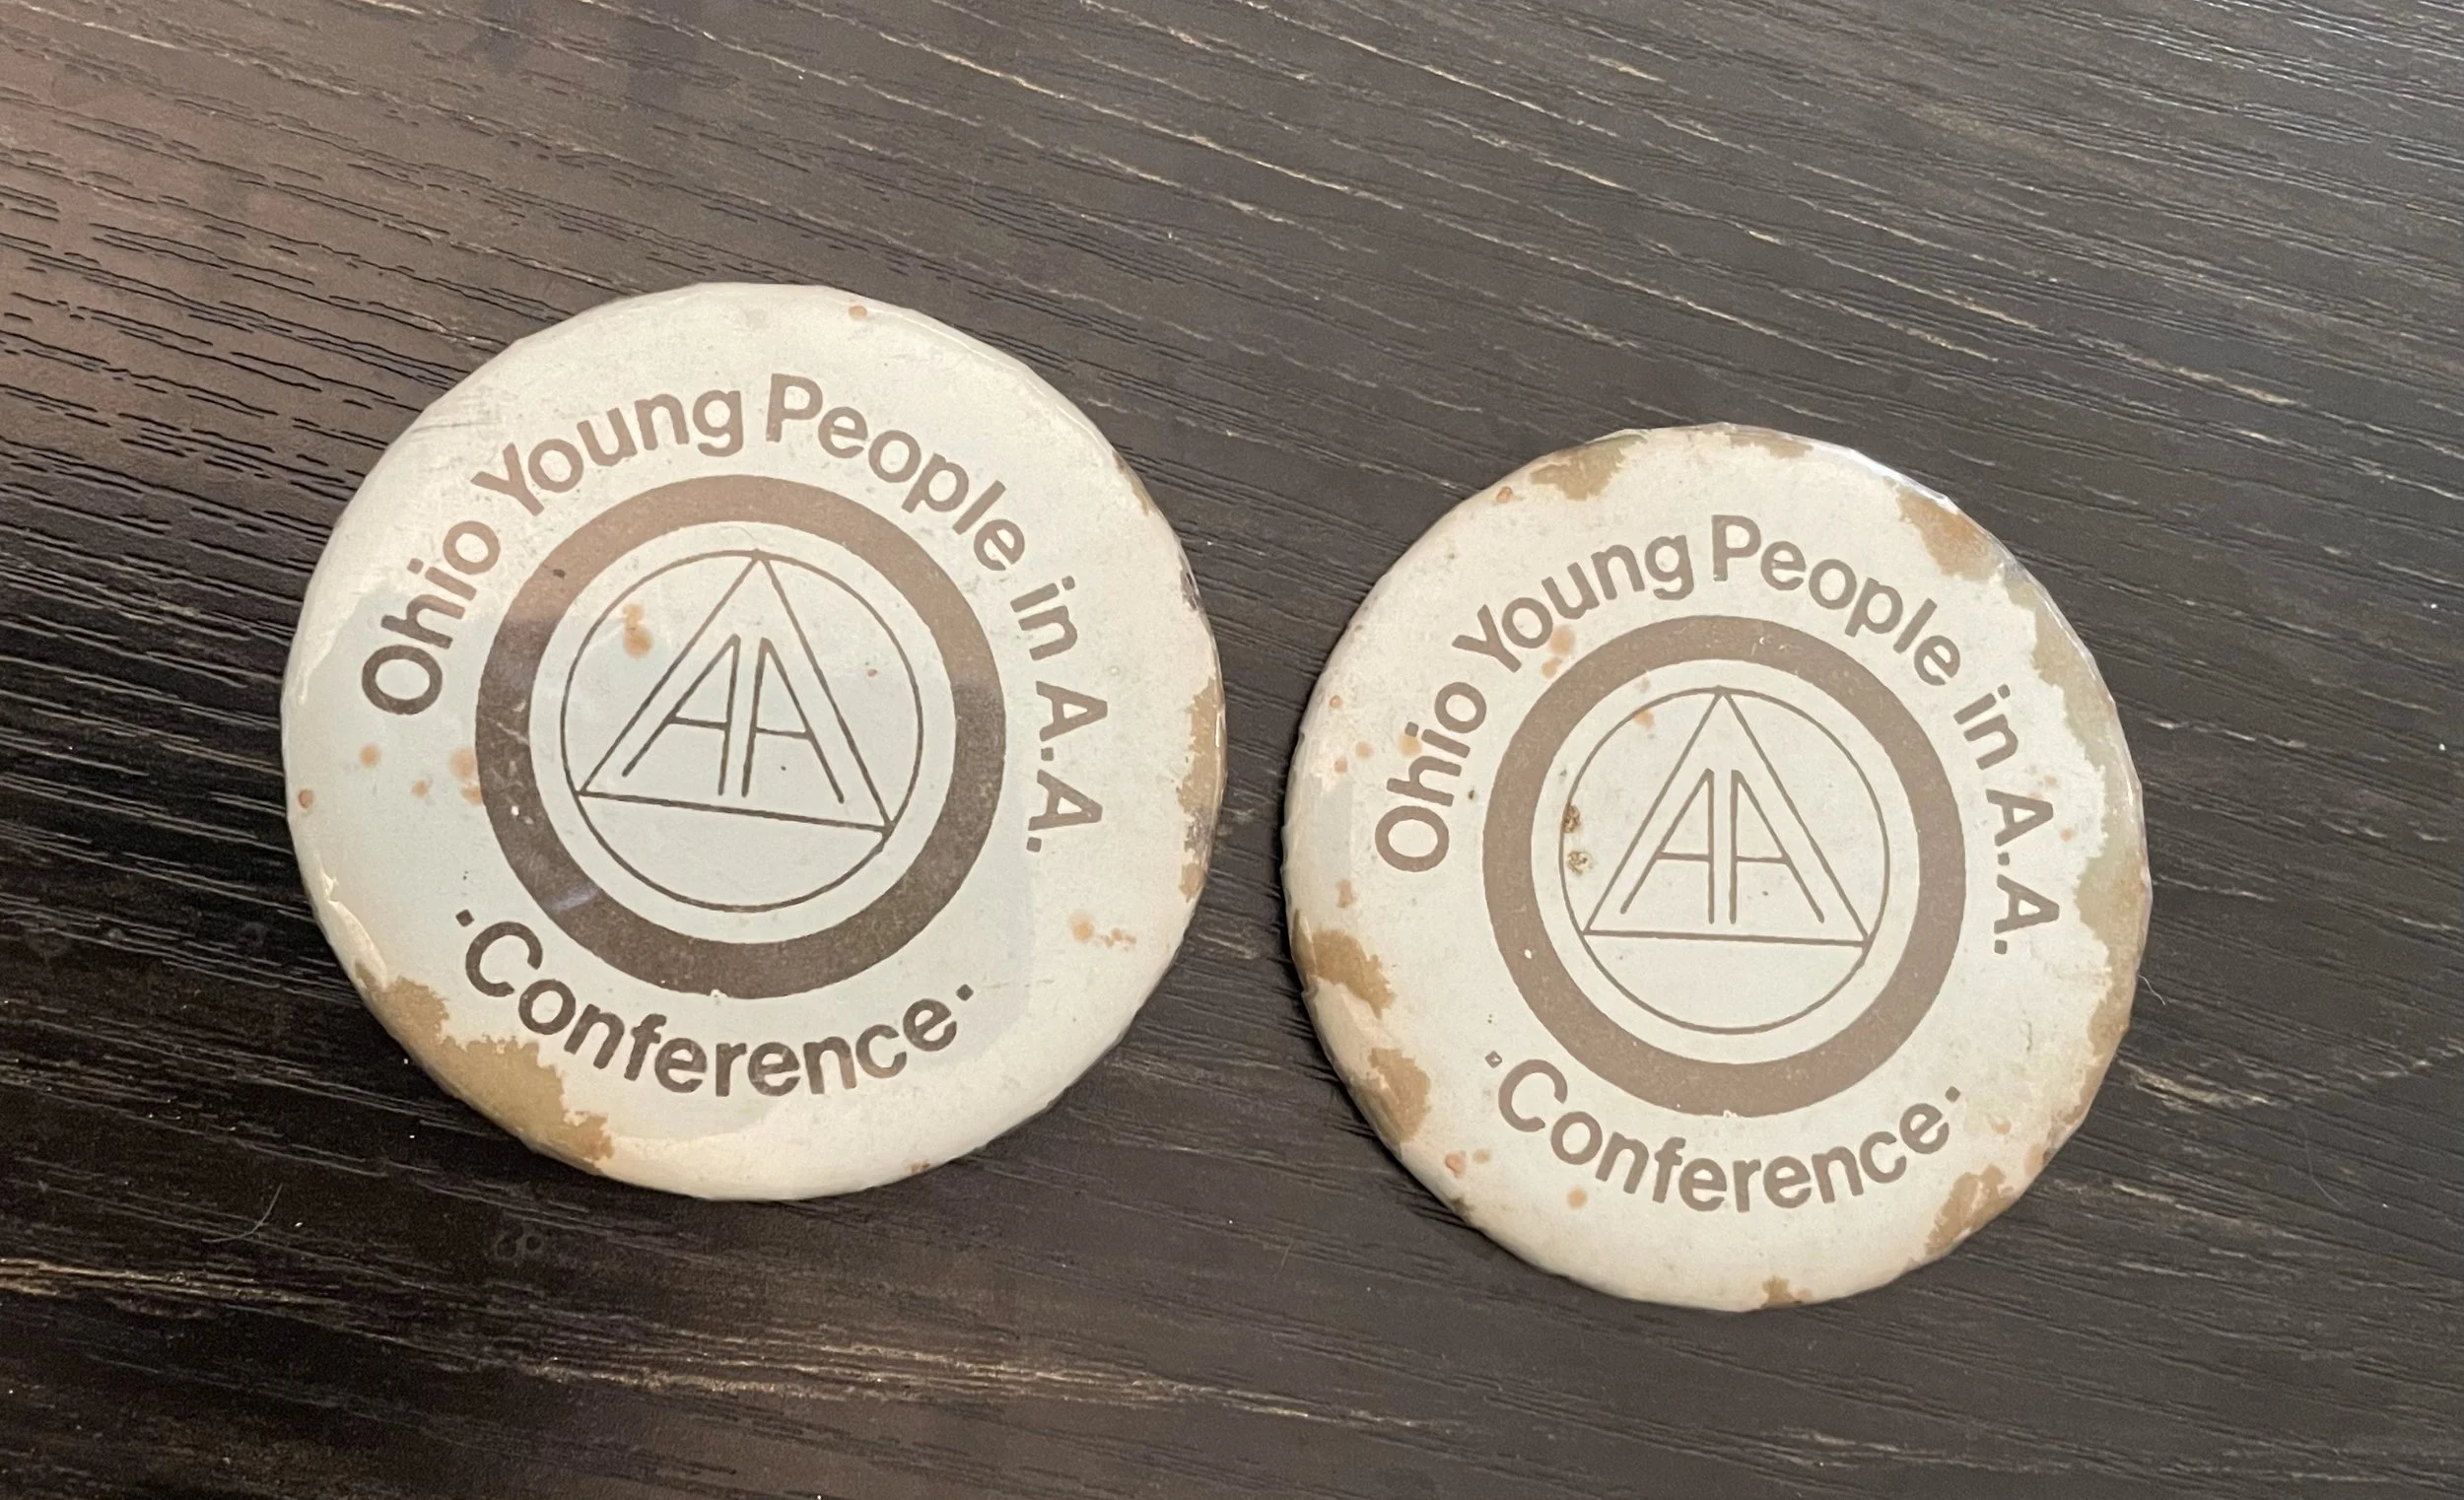 Ohio Young People in A.A.
AA
·Conference·
Ohio Young People in A.A.
AA
·Conference·